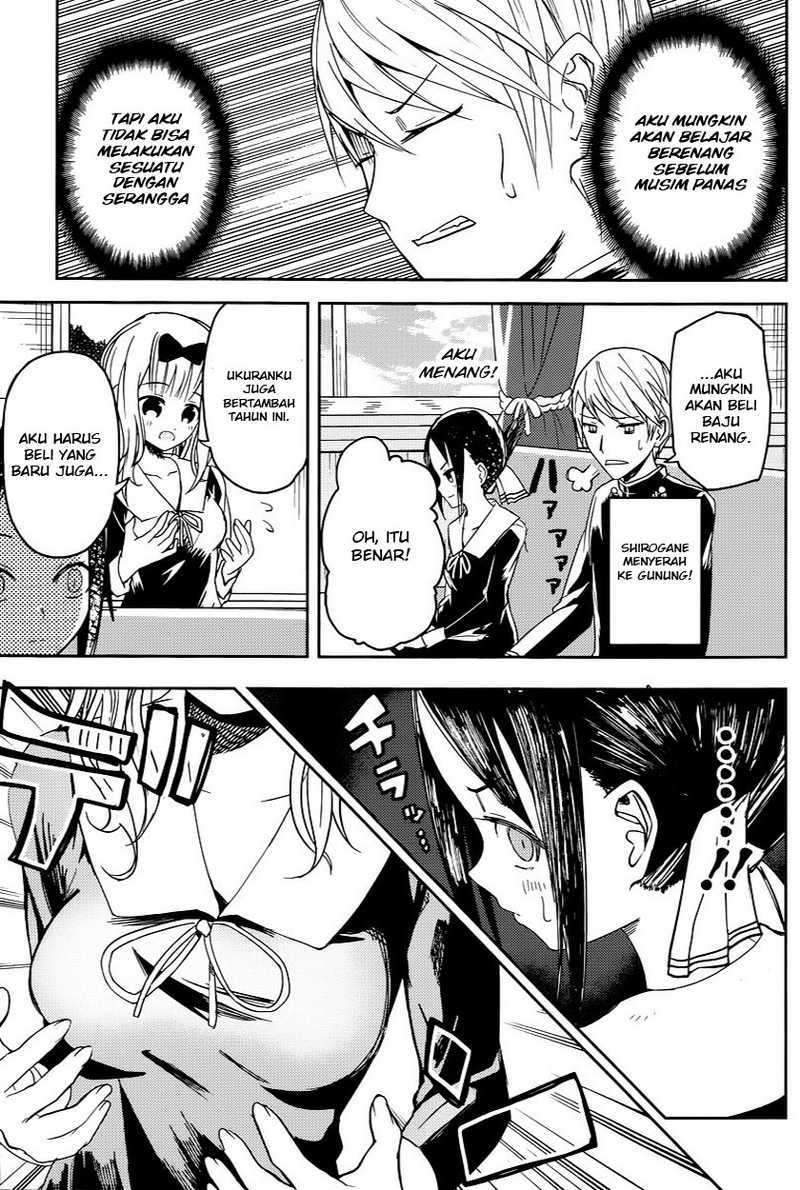 AKU MUNGKIN
AKAN BELAJAR
BERENANG
SEBELUM
MUSIM PANAS
TAPI AKU
TIDAK BISA
MELAKUKAN
SESUATU
DENGAN
SERANGGA
...AKU
MUNGKIN
AKAN BELI
BAJU
RENANG.
SHIROGANE
MENYERAH
KE GUNUNG!
ハァァァァ
AKU
MENANG!
OH, ITU
BENAR!
UKURANKU
JUGA
BERTAMBAH
TAHUN INI.
AKU HARUS
BELI YANG
BARU JUGA...
!!
チラッ...